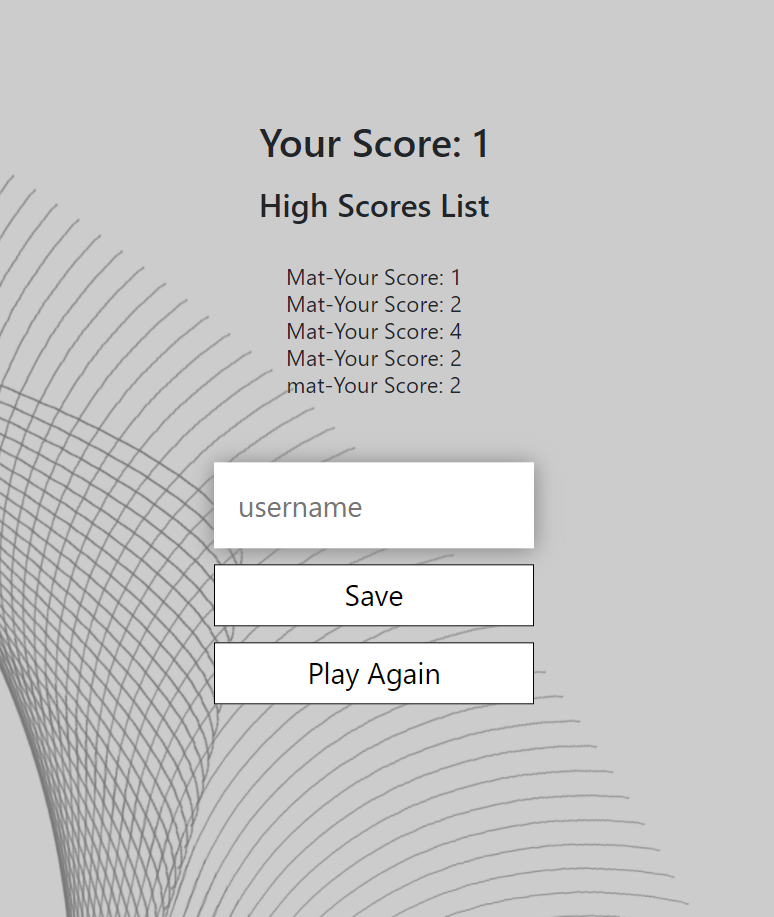 Your Score: 1
High Scores List
Mat-Your Score: 1
Mat-Your Score: 2
Mat-Your Score: 4
Mat-Your Score: 2
mat-Your Score: 2
username
Save
Play Again